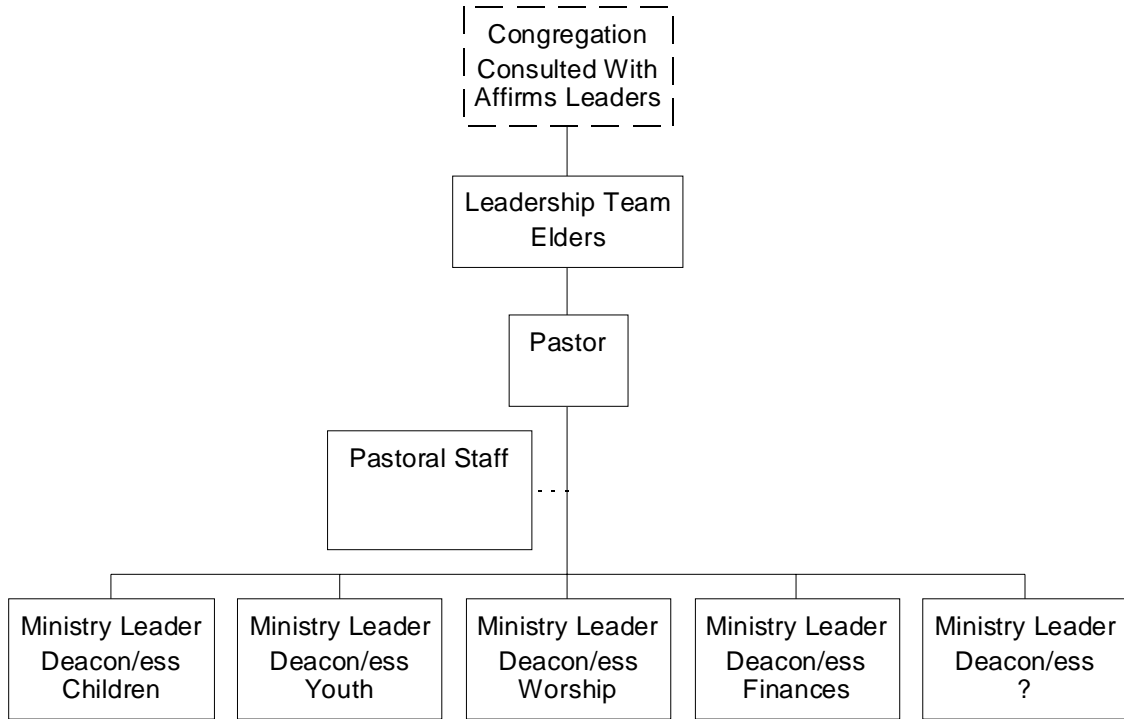 Congregation
Consulted With
Affirms Leaders
Leadership Team
Elders
Pastor
Pastoral Staff
Ministry Leader
Deacon/ess
Children
Ministry Leader
Deacon/ess
Youth
Ministry Leader
Deacon/ess
Worship
Ministry Leader
Deacon/ess
Finances
Ministry Leader
Deacon/ess
?